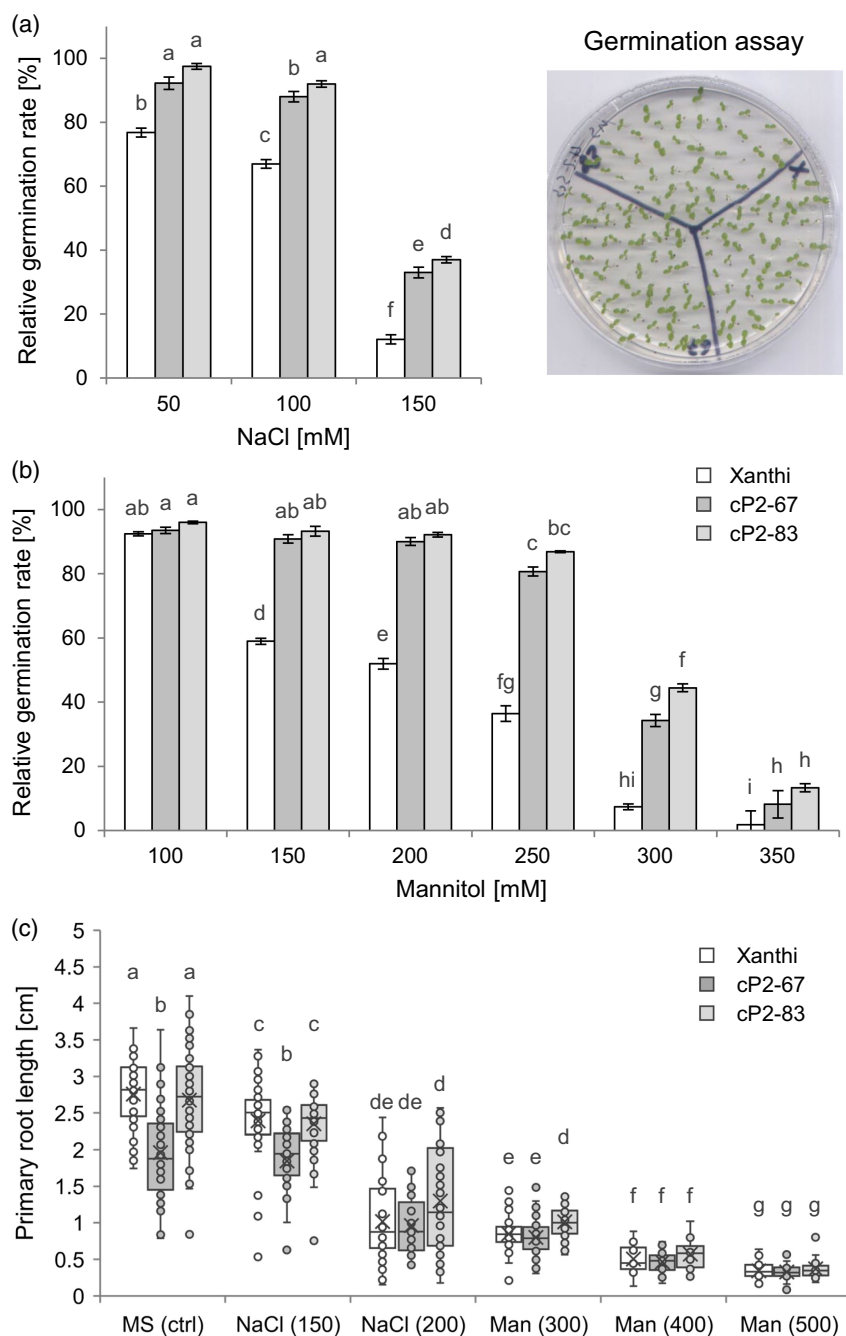 (a)
Relative germination rate [%]
100
80
60
40
20
0
b a a
c b a
f e d
50 100 150
NaCl [mM]
Germination assay
X
(b)
Relative germination rate [%]
100
80
60
40
20
0
Xanthi
cP2-67
cP2-83
ab a a
d ab ab
e ab ab
fg c bc
hi g f
i h h
100 150 200 250 300 350
Mannitol [mM]
(c)
Primary root length [cm]
5
4.5
4
3.5
3
2.5
2
1.5
1
0.5
0
Xanthi
cP2-67
cP2-83
a b a
c b c
de de d
e e d
f f f
g g g
MS (ctrl) NaCl (150) NaCl (200) Man (300) Man (400) Man (500)